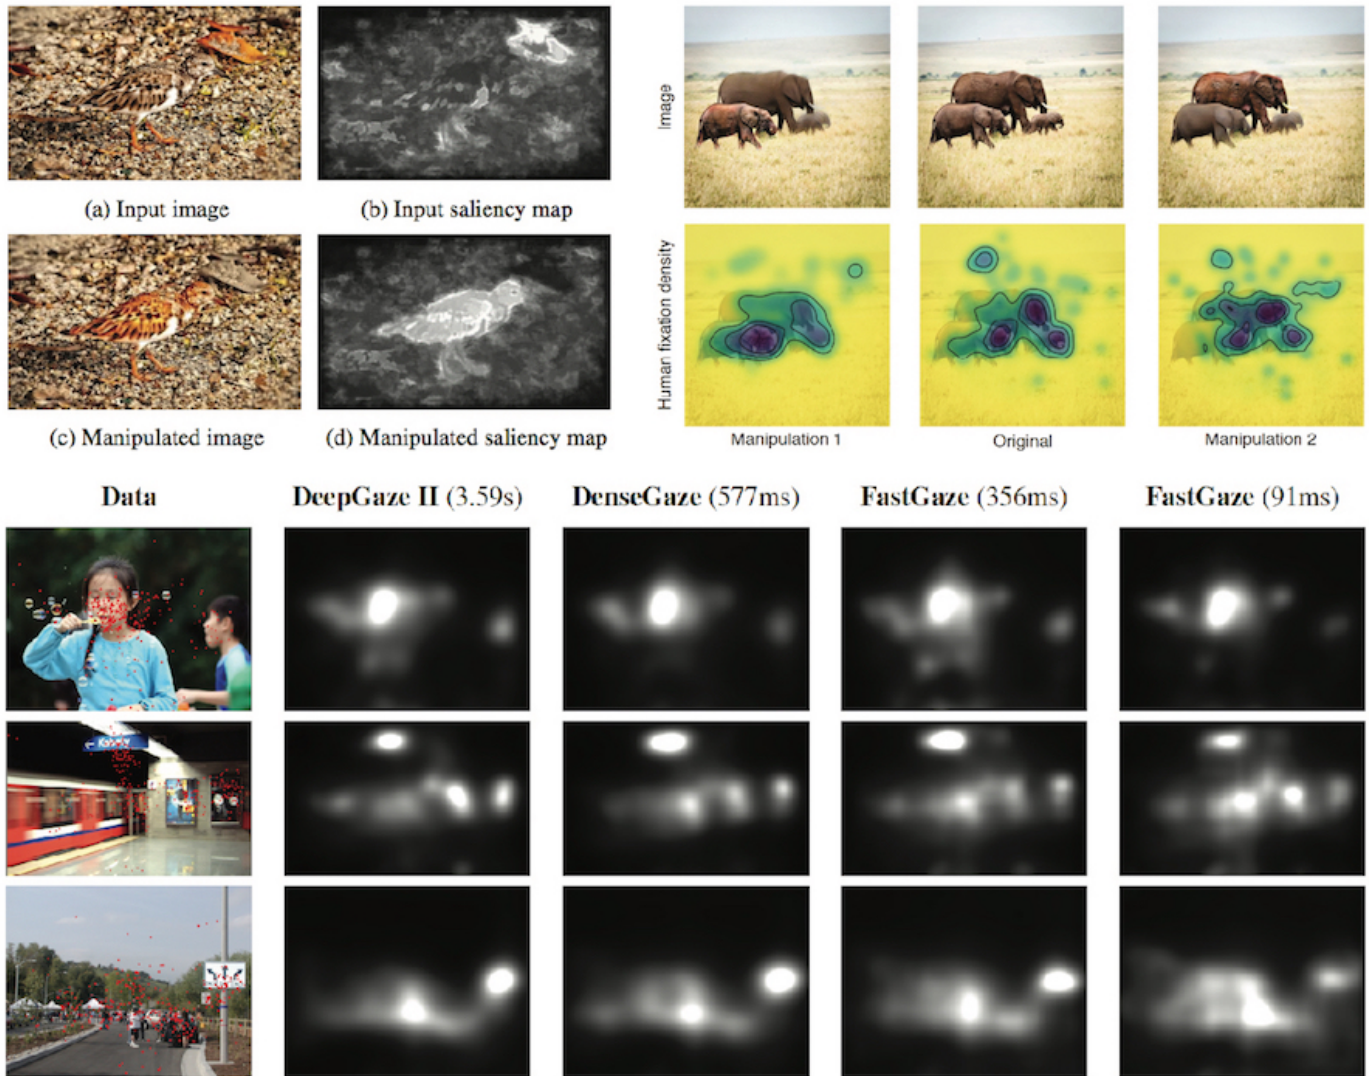 (a) Input image
(b) Input saliency map
(c) Manipulated image
(d) Manipulated saliency map
Image
Human fixation density
Manipulation 1
Original
Manipulation 2
Data
DeepGaze II (3.59s)
DenseGaze (577ms)
FastGaze (356ms)
FastGaze (91ms)